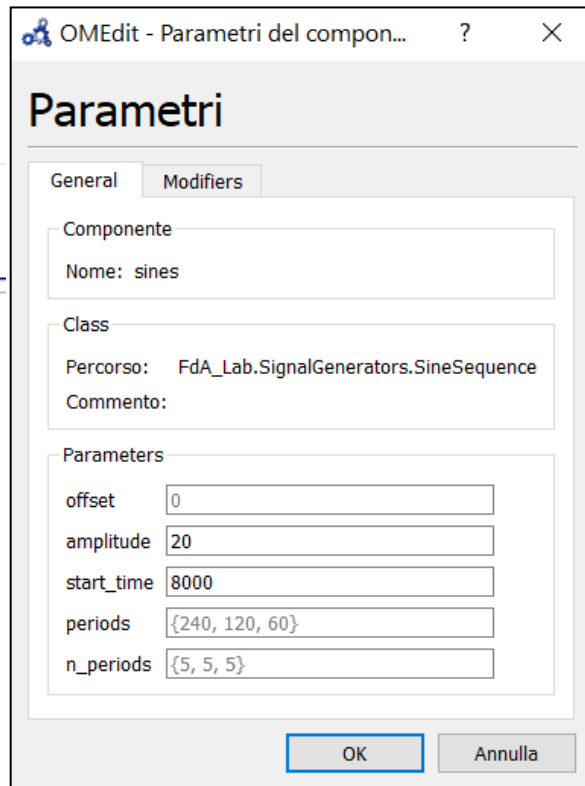 OMEdit - Parametri del compon... ?
Parametri
General Modifiers
Componente
Nome: sines
Class
Percorso: FdA_Lab.SignalGenerators.SineSequence
Commento:
Parameters
offset 0
amplitude 20
start_time 8000
periods {240, 120, 60}
n_periods {5, 5, 5}
OK Annulla